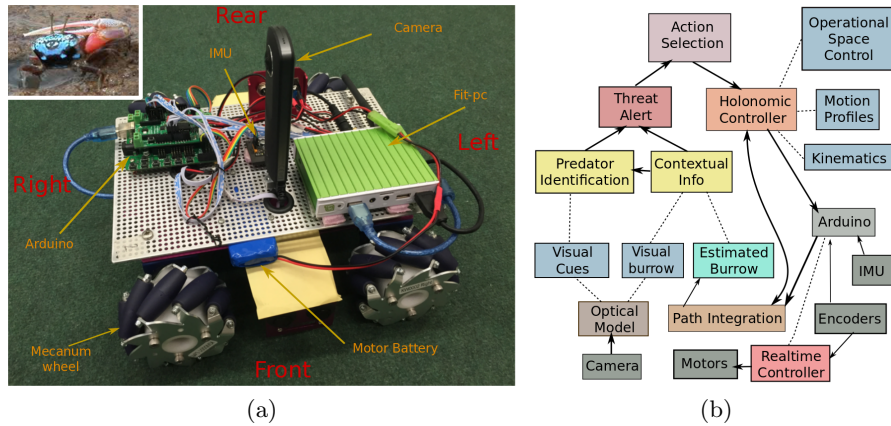 Rear
Camera
IMU
Fit-pc
Left
Right
Arduino
Mecanum
wheel
Motor Battery
Front
(a)
Action
Selection
Operational
Space
Control
Threat
Alert
Holonomic
Controller
Motion
Profiles
Kinematics
Predator
Identification
Contextual
Info
Arduino
Visual
Cues
Visual
burrow
Estimated
Burrow
IMU
Optical
Model
Path Integration
Encoders
Camera
Motors
Realtime
Controller
(b)